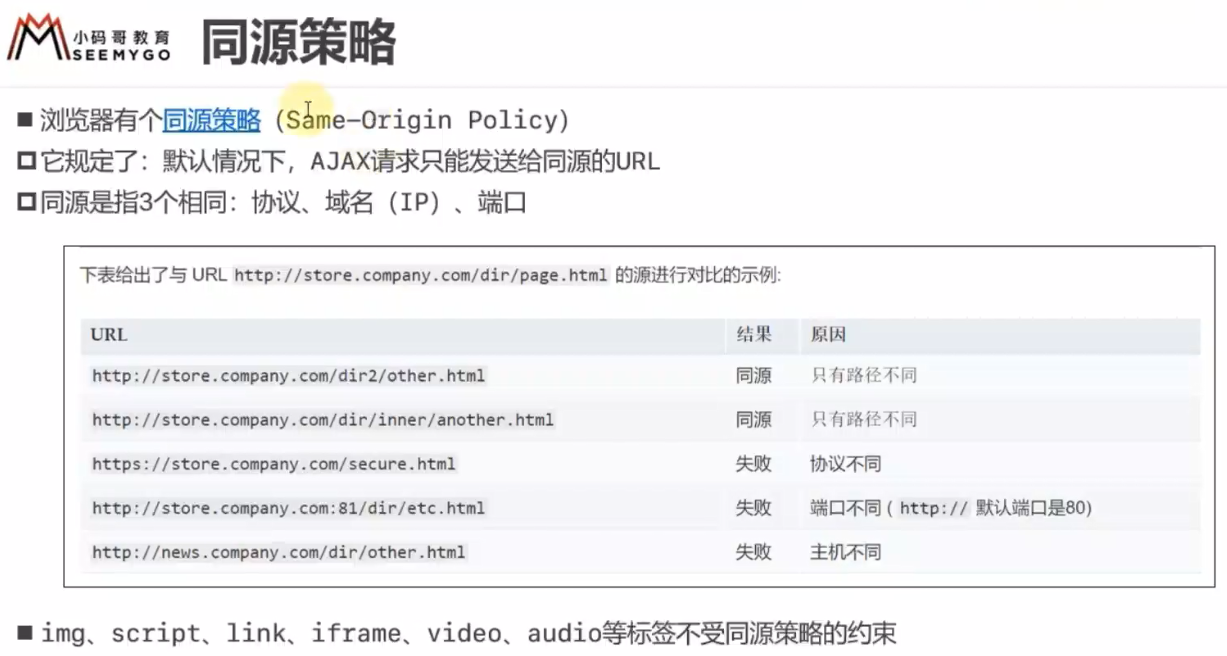 小码哥教育
SEEMYGO
同源策略
■ 浏览器有个同源策略（Same-Origin Policy）
它规定了：默认情况下，AJAX请求只能发送给同源的URL
同源是指3个相同：协议、域名（IP）、端口
下表给出了与 URL http://store.company.com/dir/page.html 的源进行对比的示例:
URL 结果 原因
http://store.company.com/dir2/other.html 同源 只有路径不同
http://store.company.com/dir/inner/another.html 同源 只有路径不同
https://store.company.com/secure.html 失败 协议不同
http://store.company.com:81/dir/etc.html 失败 端口不同 ( http:// 默认端口是80)
http://news.company.com/dir/other.html 失败 主机不同
■ img、script、link、iframe、video、audio等标签不受同源策略的约束